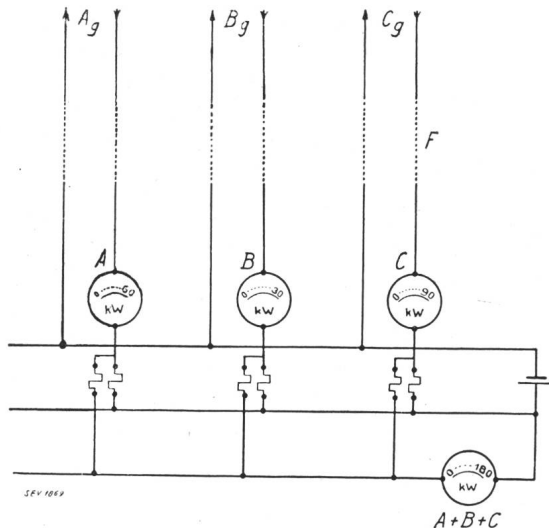 Ag Bg Cg
F
A B C
0......60 0......30 0......90
kW kW kW
0....180
kW
SEV 1069
A+B+C